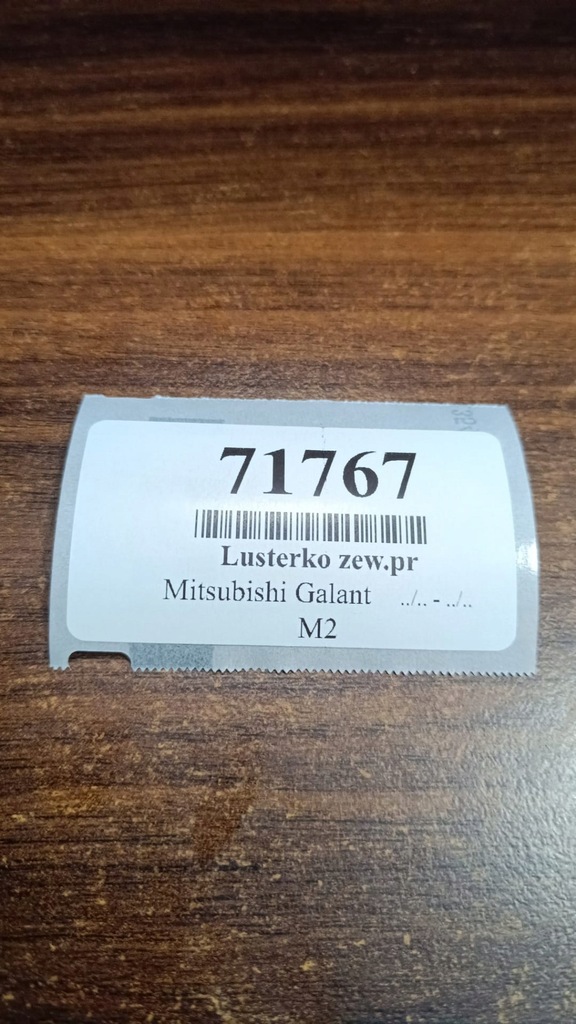 71767
Lusterko zew.pr
Mitsubishi Galant ../.. - ../..
M2